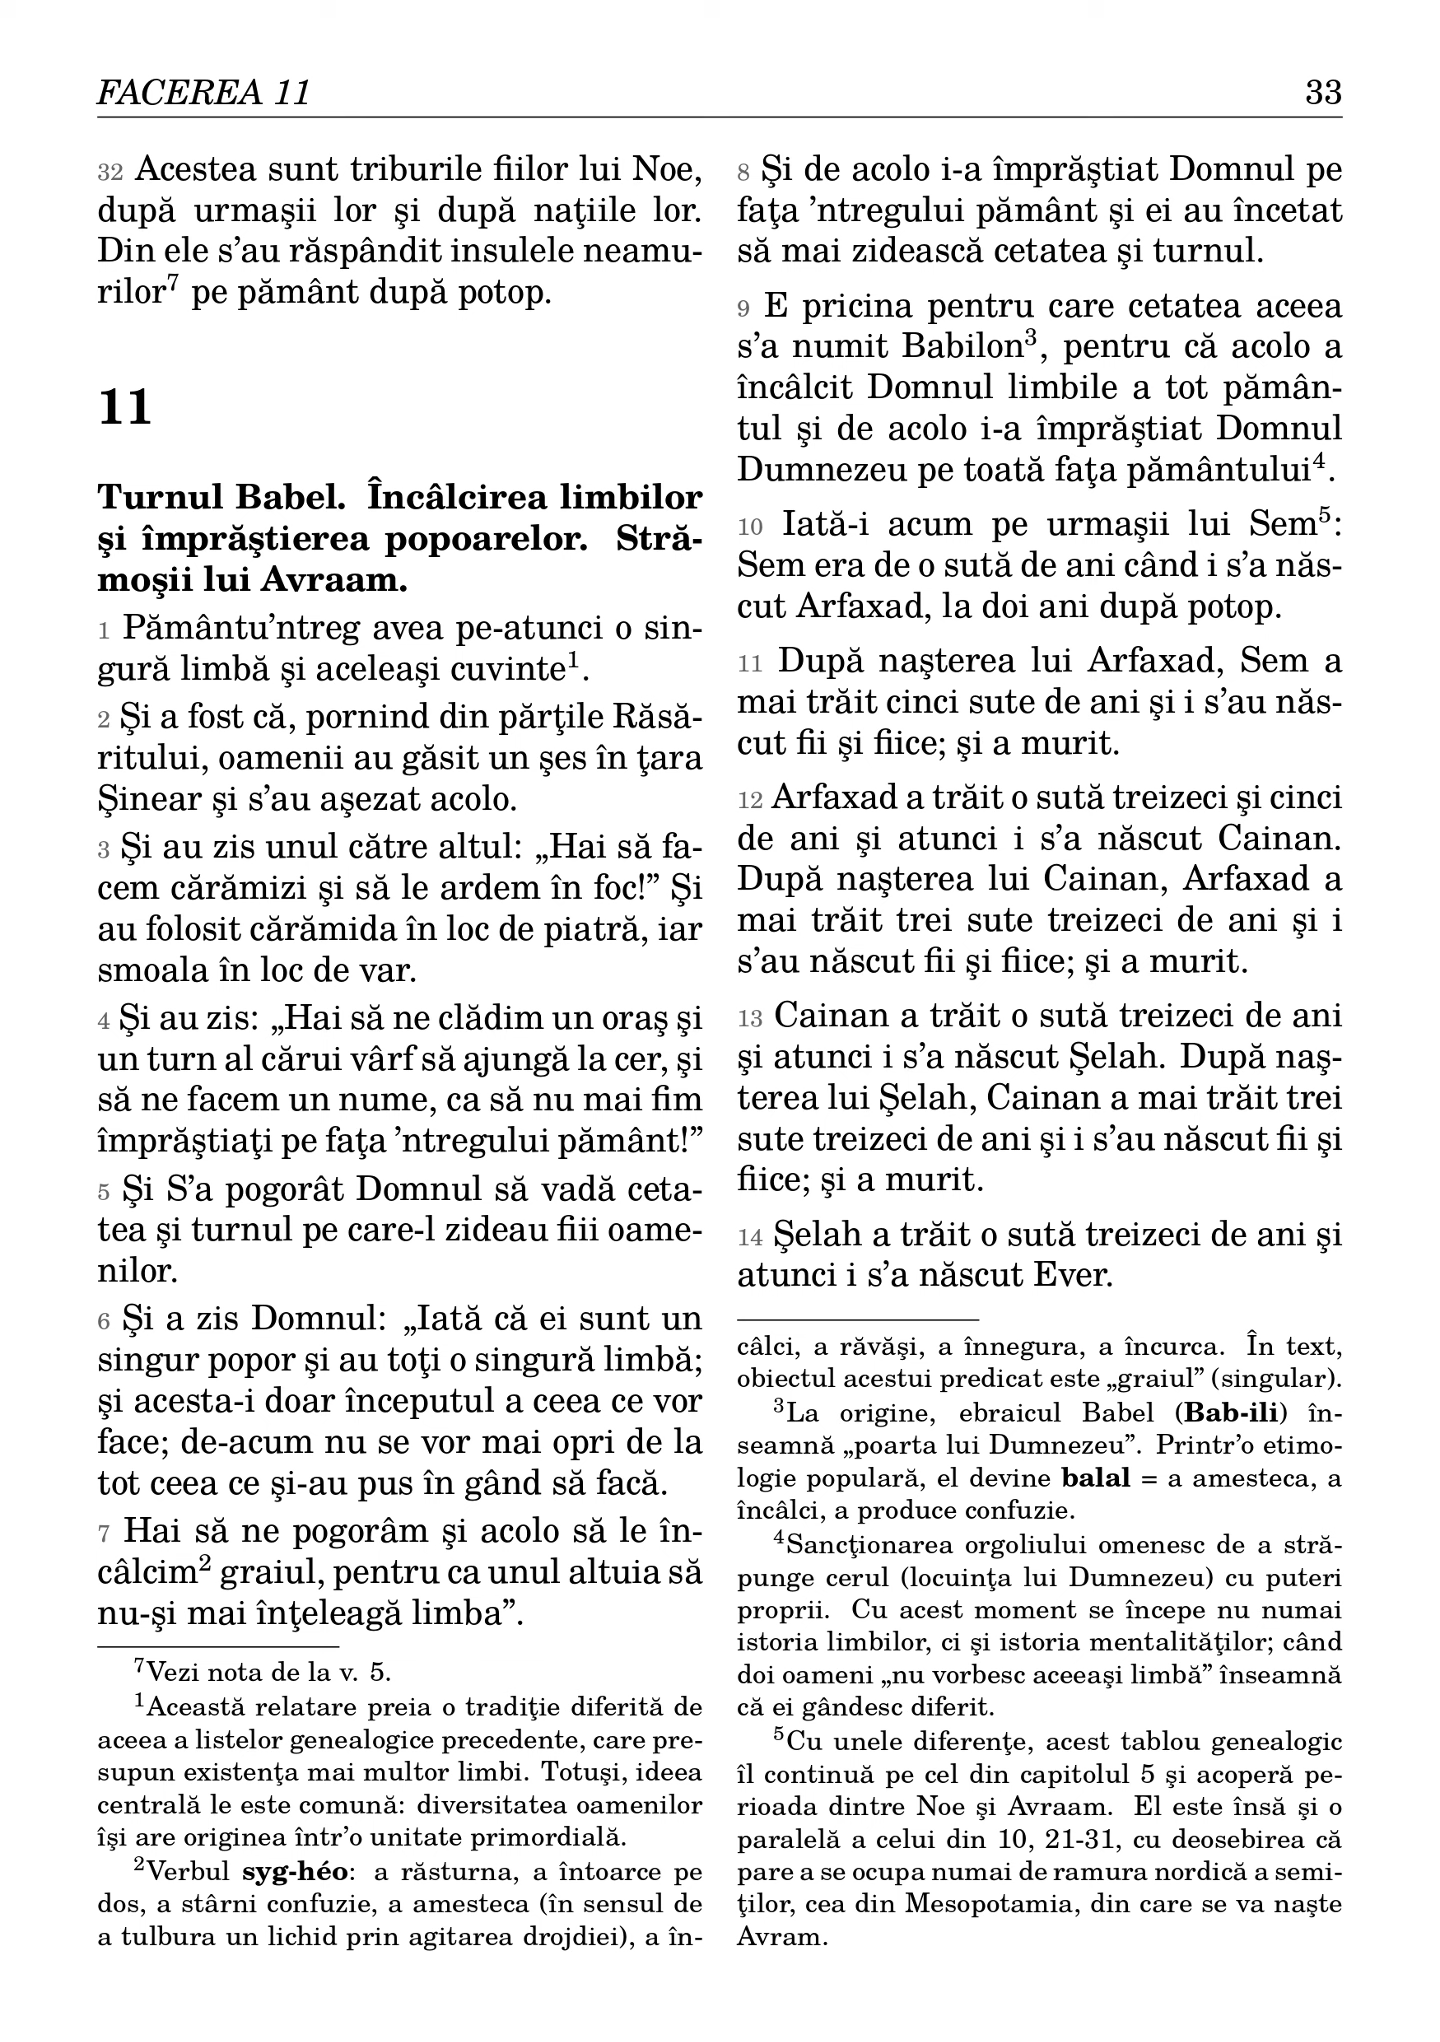 FACEREA 11 33
32 Acestea sunt triburile fiilor lui Noe,
după urmaşii lor şi după naţiile lor.
Din ele s’au răspândit insulele neamu-
rilor⁷ pe pământ după potop.
11
Turnul Babel. Încâlcirea limbilor
şi împrăştierea popoarelor. Stră-
moşii lui Avraam.
1 Pământu’ntreg avea pe-atunci o sin-
gură limbă şi aceleaşi cuvinte¹.
2 Şi a fost că, pornind din părţile Răsă-
ritului, oamenii au găsit un şes în ţara
Şinear şi s’au aşezat acolo.
3 Şi au zis unul către altul: „Hai să fa-
cem cărămizi şi să le ardem în foc!” Şi
au folosit cărămida în loc de piatră, iar
smoala în loc de var.
4 Şi au zis: „Hai să ne clădim un oraş şi
un turn al cărui vârf să ajungă la cer, şi
să ne facem un nume, ca să nu mai fim
împrăştiaţi pe faţa ’ntregului pământ!”
5 Şi S’a pogorât Domnul să vadă ceta-
tea şi turnul pe care-l zideau fiii oame-
nilor.
6 Şi a zis Domnul: „Iată că ei sunt un
singur popor şi au toţi o singură limbă;
şi acesta-i doar începutul a ceea ce vor
face; de-acum nu se vor mai opri de la
tot ceea ce şi-au pus în gând să facă.
7 Hai să ne pogorâm şi acolo să le în-
câlcim² graiul, pentru ca unul altuia să
nu-şi mai înţeleagă limba”.
⁷Vezi nota de la v. 5.
¹Această relatare preia o tradiţie diferită de
aceea a listelor genealogice precedente, care pre-
supun existenţa mai multor limbi. Totuşi, ideea
centrală le este comună: diversitatea oamenilor
îşi are originea într’o unitate primordială.
²Verbul syg-héo: a răsturna, a întoarce pe
dos, a stârni confuzie, a amesteca (în sensul de
a tulbura un lichid prin agitarea drojdiei), a în-
8 Şi de acolo i-a împrăştiat Domnul pe
faţa ’ntregului pământ şi ei au încetat
să mai zidească cetatea şi turnul.
9 E pricina pentru care cetatea aceea
s’a numit Babilon³, pentru că acolo a
încâlcit Domnul limbile a tot pămân-
tul şi de acolo i-a împrăştiat Domnul
Dumnezeu pe toată faţa pământului⁴.
10 Iată-i acum pe urmaşii lui Sem⁵:
Sem era de o sută de ani când i s’a năs-
cut Arfaxad, la doi ani după potop.
11 După naşterea lui Arfaxad, Sem a
mai trăit cinci sute de ani şi i s’au năs-
cut fii şi fiice; şi a murit.
12 Arfaxad a trăit o sută treizeci şi cinci
de ani şi atunci i s’a născut Cainan.
După naşterea lui Cainan, Arfaxad a
mai trăit trei sute treizeci de ani şi i
s’au născut fii şi fiice; şi a murit.
13 Cainan a trăit o sută treizeci de ani
şi atunci i s’a născut Şelah. După naş-
terea lui Şelah, Cainan a mai trăit trei
sute treizeci de ani şi i s’au născut fii şi
fiice; şi a murit.
14 Şelah a trăit o sută treizeci de ani şi
atunci i s’a născut Ever.
câlci, a răvăşi, a înnegura, a încurca. În text,
obiectul acestui predicat este „graiul” (singular).
³La origine, ebraicul Babel (Bab-ili) în-
seamnă „poarta lui Dumnezeu”. Printr’o etimo-
logie populară, el devine balal = a amesteca, a
încâlci, a produce confuzie.
⁴Sancţionarea orgoliului omenesc de a stră-
punge cerul (locuinţa lui Dumnezeu) cu puteri
proprii. Cu acest moment se începe nu numai
istoria limbilor, ci şi istoria mentalităţilor; când
doi oameni „nu vorbesc aceeaşi limbă” înseamnă
că ei gândesc diferit.
⁵Cu unele diferenţe, acest tablou genealogic
îl continuă pe cel din capitolul 5 şi acoperă pe-
rioada dintre Noe şi Avraam. El este însă şi o
paralelă a celui din 10, 21-31, cu deosebirea că
pare a se ocupa numai de ramura nordică a semi-
ţilor, cea din Mesopotamia, din care se va naşte
Avram.